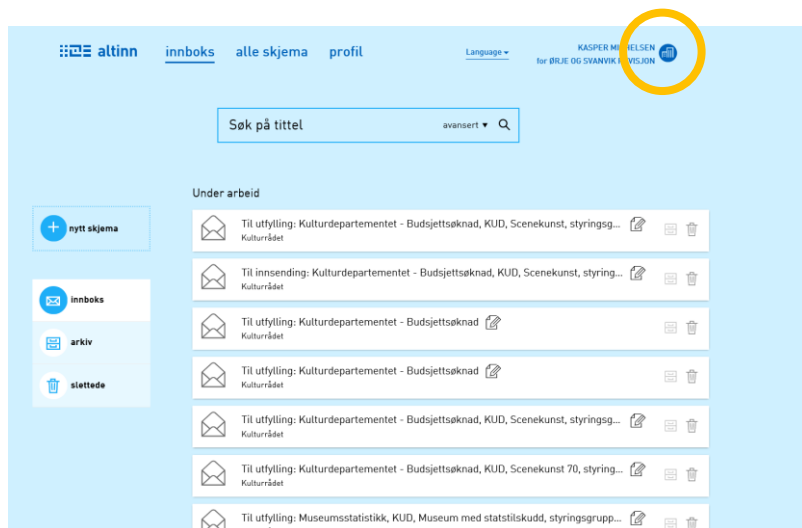 altinn innboks alle skjema profil Language KASPER MICHELSEN
for ØRJE OG SVANVIK REVISJON
Søk på tittel avansert
Under arbeid
nytt skjema
innboks
arkiv
slettede
Til utfylling: Kulturdepartementet - Budsjettsøknad, KUD, Scenekunst, styringsg...
Kulturrådet
Til innsending: Kulturdepartementet - Budsjettsøknad, KUD, Scenekunst, styring...
Kulturrådet
Til utfylling: Kulturdepartementet - Budsjettsøknad
Kulturrådet
Til utfylling: Kulturdepartementet - Budsjettsøknad
Kulturrådet
Til utfylling: Kulturdepartementet - Budsjettsøknad, KUD, Scenekunst, styringsg...
Kulturrådet
Til utfylling: Kulturdepartementet - Budsjettsøknad, KUD, Scenekunst 70, styring...
Kulturrådet
Til utfylling: Museumsstatistikk, KUD, Museum med statstilskudd, styringsgrupp...